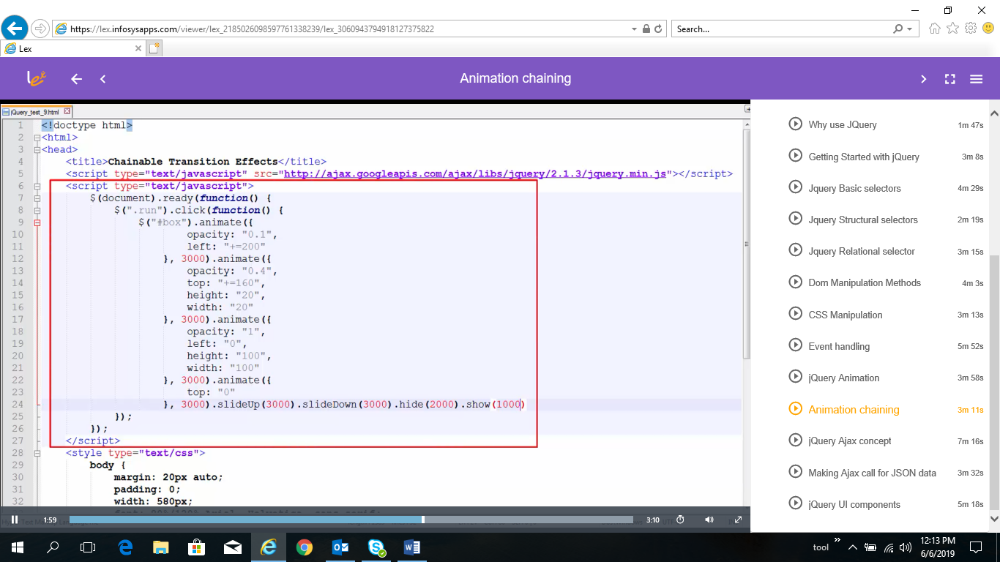 https://lex.infosysapps.com/viewer/lex_2185026098597761338239/lex_3060943794918127375822
Search...
Lex
lex
Animation chaining
jQuery_test_9.html
1 <!doctype html>
2 <html>
3 <head>
4 <title>Chainable Transition Effects</title>
5 <script type="text/javascript" src="http://ajax.googleapis.com/ajax/libs/jquery/2.1.3/jquery.min.js"></script>
6 <script type="text/javascript">
7 $(document).ready(function() {
8 $(".run").click(function() {
9 $("#box").animate({
10 opacity: "0.1",
11 left: "+=200"
12 }, 3000).animate({
13 opacity: "0.4",
14 top: "+=160",
15 height: "20",
16 width: "20"
17 }, 3000).animate({
18 opacity: "1",
19 left: "0",
20 height: "100",
21 width: "100"
22 }, 3000).animate({
23 top: "0"
24 }, 3000).slideUp(3000).slideDown(3000).hide(2000).show(1000)
25 });
26 });
27 </script>
28 <style type="text/css">
29 body {
30 margin: 20px auto;
31 padding: 0;
32 width: 580px;
1:59
3:10
Why use JQuery 1m 47s
Getting Started with jQuery 3m 8s
Jquery Basic selectors 4m 29s
Jquery Structural selectors 2m 19s
Jquery Relational selector 3m 15s
Dom Manipulation Methods 4m 3s
CSS Manipulation 3m 13s
Event handling 5m 52s
jQuery Animation 3m 58s
Animation chaining 3m 11s
jQuery Ajax concept 7m 16s
Making Ajax call for JSON data 3m 32s
jQuery UI components 5m 18s
tool
12:13 PM
6/6/2019